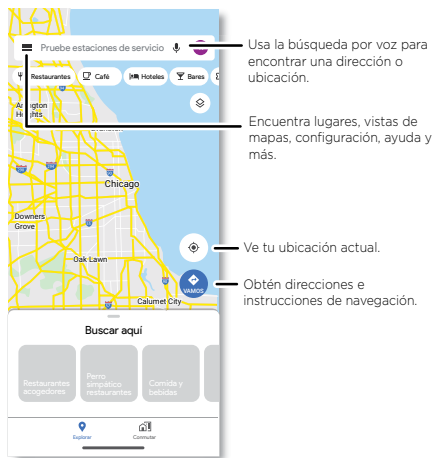 Pruebe estaciones de servicio
Usa la búsqueda por voz para
encontrar una dirección o
ubicación.
Restaurantes
Café
Hoteles
Bares
Arlington
Heights
Encuentra lugares, vistas de
mapas, configuración, ayuda y
más.
Evanston
Chicago
Downers
Grove
Ve tu ubicación actual.
Oak Lawn
VAMOS
Obtén direcciones e
instrucciones de navegación.
Calumet City
Buscar aquí
Restaurantes
acogedores
Perro
simpático
restaurantes
Comida y
bebidas
Explorar
Conmutar